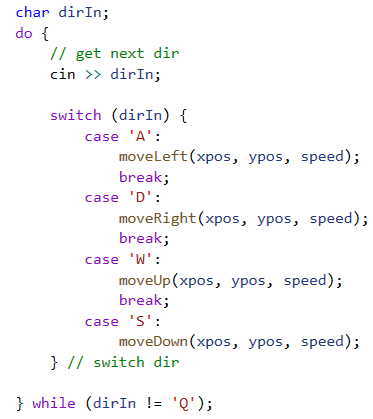 char dirIn;
do {
    // get next dir
    cin >> dirIn;

    switch (dirIn) {
        case 'A':
            moveLeft(xpos, ypos, speed);
            break;
        case 'D':
            moveRight(xpos, ypos, speed);
            break;
        case 'W':
            moveUp(xpos, ypos, speed);
            break;
        case 'S':
            moveDown(xpos, ypos, speed);
    } // switch dir

} while (dirIn != 'Q');